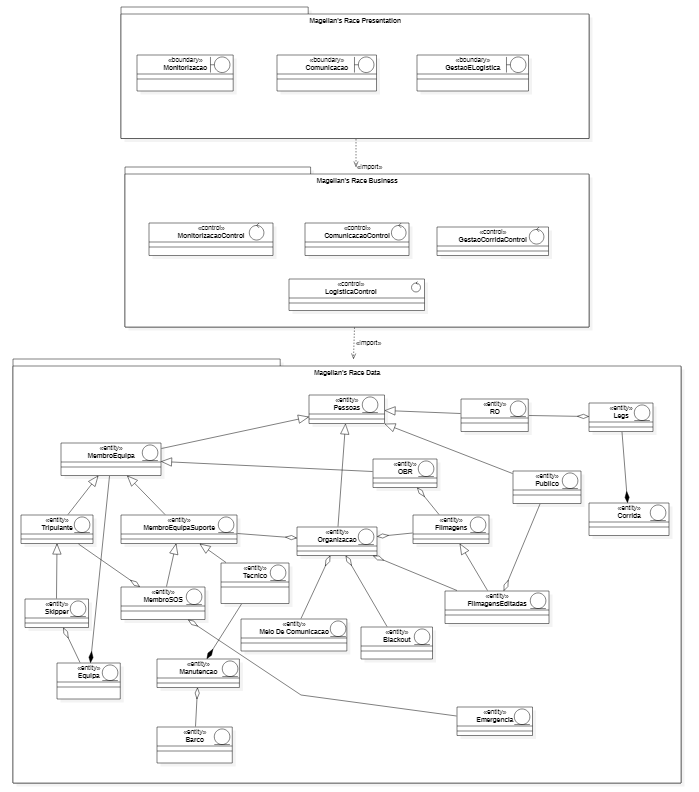 Magellan's Race Presentation
«boundary»
Monitorizacao
«boundary»
Comunicacao
«boundary»
GestaoELogistica
«import»
Magellan's Race Business
«control»
MonitorizacaoControl
«control»
ComunicacaoControl
«control»
GestaoCorridaControl
«control»
LogisticaControl
«import»
Magellan's Race Data
«entity»
Pessoas
«entity»
RO
«entity»
Legs
«entity»
MembroEquipa
«entity»
OBR
«entity»
Publico
«entity»
Corrida
«entity»
Tripulante
«entity»
MembroEquipaSuporte
«entity»
Organizacao
«entity»
Filmagens
«entity»
Tecnico
«entity»
MembroSOS
«entity»
FilmagensEditadas
«entity»
Skipper
«entity»
Meio De Comunicacao
«entity»
Blackout
«entity»
Equipa
«entity»
Manutencao
«entity»
Emergencia
«entity»
Barco